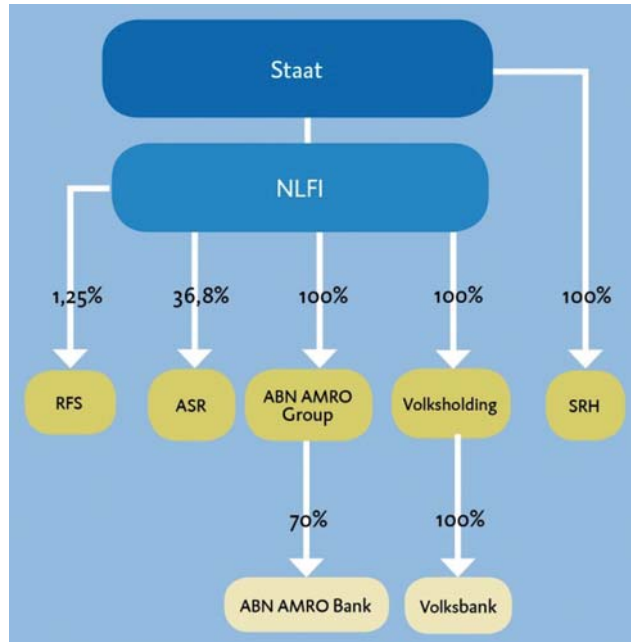 Staat
NLFI
1,25%
36,8%
100%
100%
100%
RFS
ASR
ABN AMRO
Group
Volksholding
SRH
70%
100%
ABN AMRO Bank
Volksbank